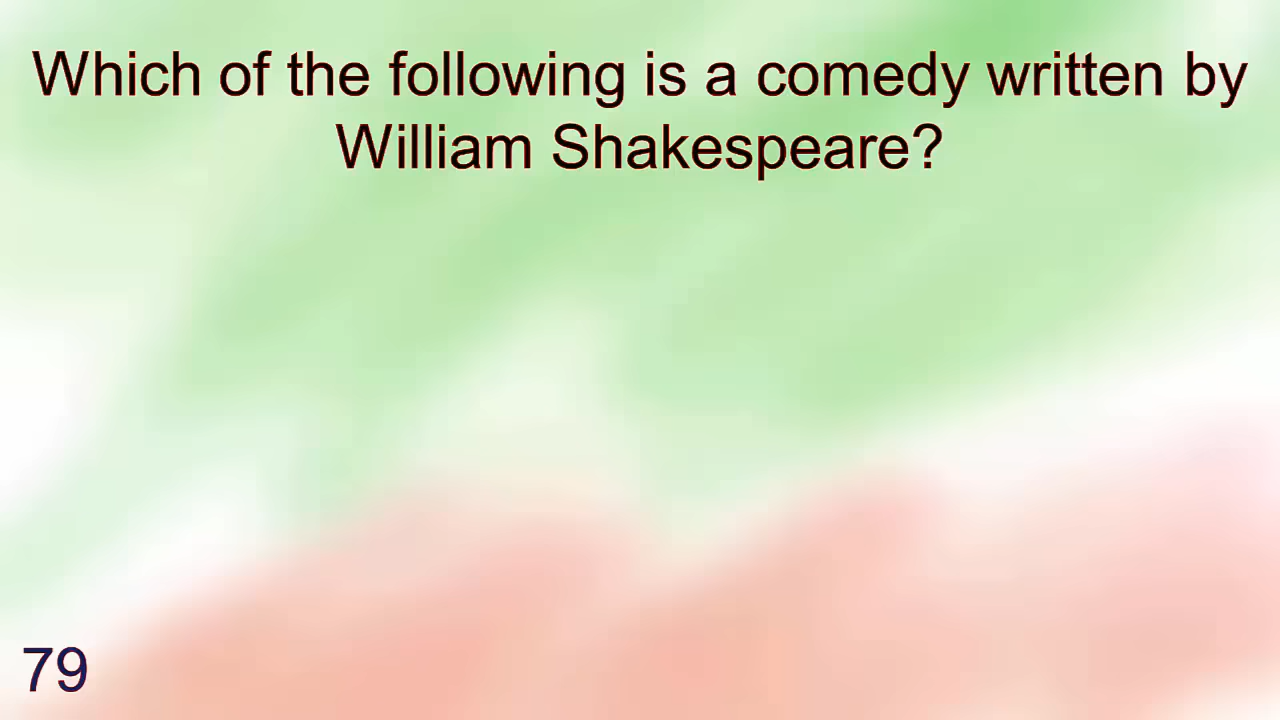 Which of the following is a comedy written by
William Shakespeare?
79